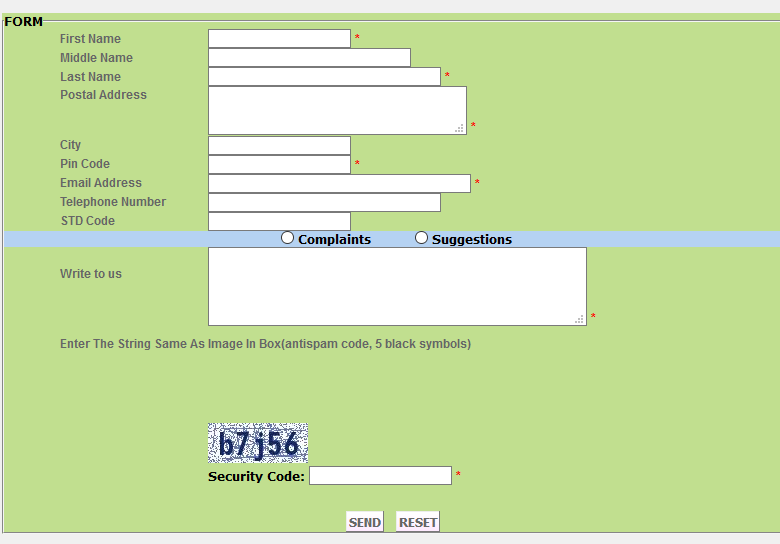 FORM
First Name *
Middle Name
Last Name *
Postal Address *
City
Pin Code *
Email Address *
Telephone Number
STD Code
Complaints Suggestions
Write to us *
Enter The String Same As Image In Box(antispam code, 5 black symbols)
b7j56
Security Code: *
SEND RESET